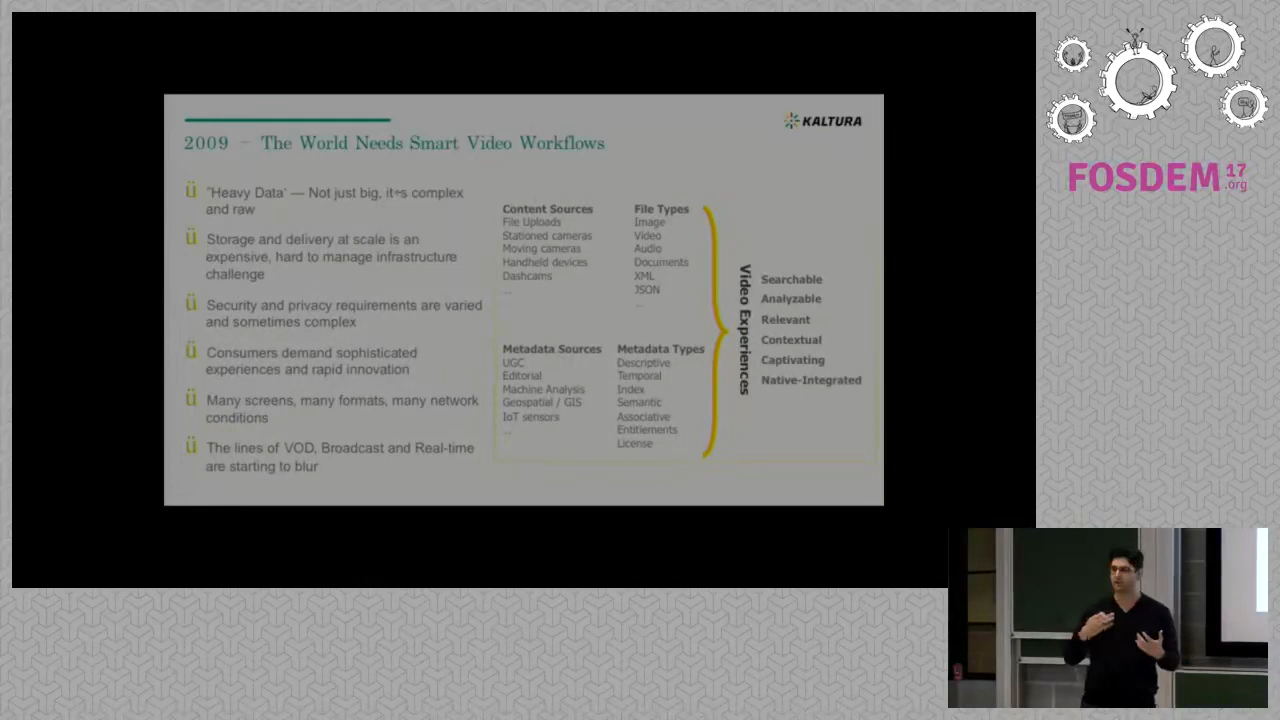 KALTURA
2009 – The World Needs Smart Video Workflows
ü "Heavy Data' — Not just big, it÷s complex
and raw
ü Storage and delivery at scale is an
expensive, hard to manage infrastructure
challenge
ü Security and privacy requirements are varied
and sometimes complex
ü Consumers demand sophisticated
experiences and rapid innovation
ü Many screens, many formats, many network
conditions
ü The lines of VOD, Broadcast and Real-time
are starting to blur
Content Sources
File Uploads
Stationed cameras
Moving cameras
Handheld devices
Dashcams
...
File Types
Image
Video
Audio
Documents
XML
JSON
...
Metadata Sources
UGC
Editorial
Machine Analysis
Geospatial / GIS
IoT sensors
...
Metadata Types
Descriptive
Temporal
Index
Semantic
Associative
Entitlements
License
Video Experiences
Searchable
Analyzable
Relevant
Contextual
Captivating
Native-Integrated
FOSDEM 17
.org